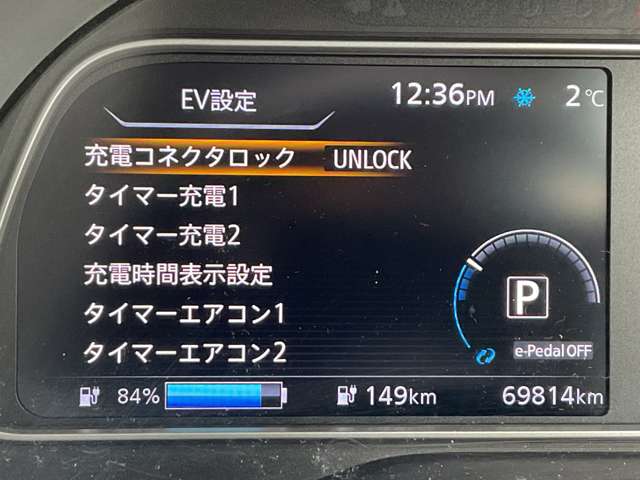 EV設定
12:36PM 2℃
充電コネクタロック UNLOCK
タイマー充電1
タイマー充電2
充電時間表示設定
タイマーエアコン1
タイマーエアコン2
P
e-Pedal OFF
84% 149km 69814km